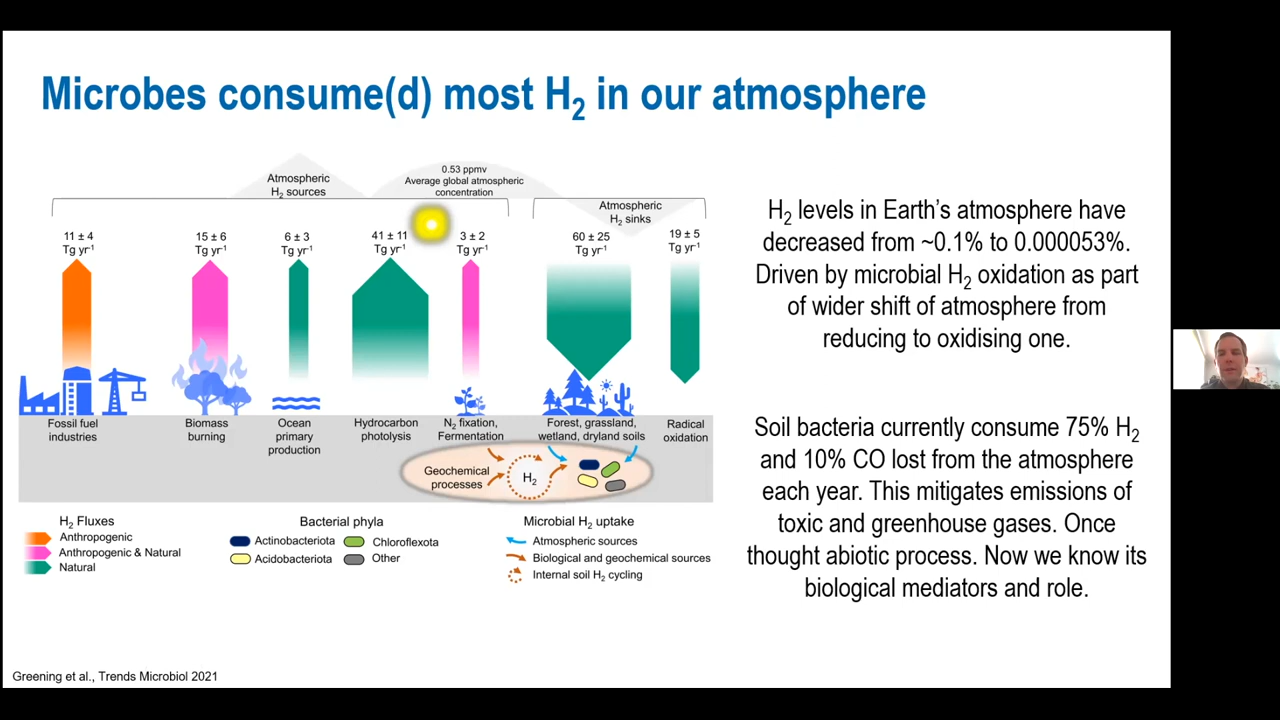 Microbes consume(d) most H₂ in our atmosphere
Atmospheric
H₂ sources
0.53 ppmv
Average global atmospheric
concentration
Atmospheric
H₂ sinks
11 ± 4
Tg yr⁻¹
15 ± 6
Tg yr⁻¹
6 ± 3
Tg yr⁻¹
41 ± 11
Tg yr⁻¹
3 ± 2
Tg yr⁻¹
60 ± 25
Tg yr⁻¹
19 ± 5
Tg yr⁻¹
Fossil fuel
industries
Biomass
burning
Ocean
primary
production
Hydrocarbon
photolysis
N₂ fixation,
Fermentation
Forest, grassland,
wetland, dryland soils
Radical
oxidation
Geochemical
processes
H₂
H₂ Fluxes
Anthropogenic
Anthropogenic & Natural
Natural
Bacterial phyla
Actinobacteriota
Chloroflexota
Acidobacteriota
Other
Microbial H₂ uptake
Atmospheric sources
Biological and geochemical sources
Internal soil H₂ cycling
H₂ levels in Earth's atmosphere have
decreased from ~0.1% to 0.000053%.
Driven by microbial H₂ oxidation as part
of wider shift of atmosphere from
reducing to oxidising one.
Soil bacteria currently consume 75% H₂
and 10% CO lost from the atmosphere
each year. This mitigates emissions of
toxic and greenhouse gases. Once
thought abiotic process. Now we know its
biological mediators and role.
Greening et al., Trends Microbiol 2021